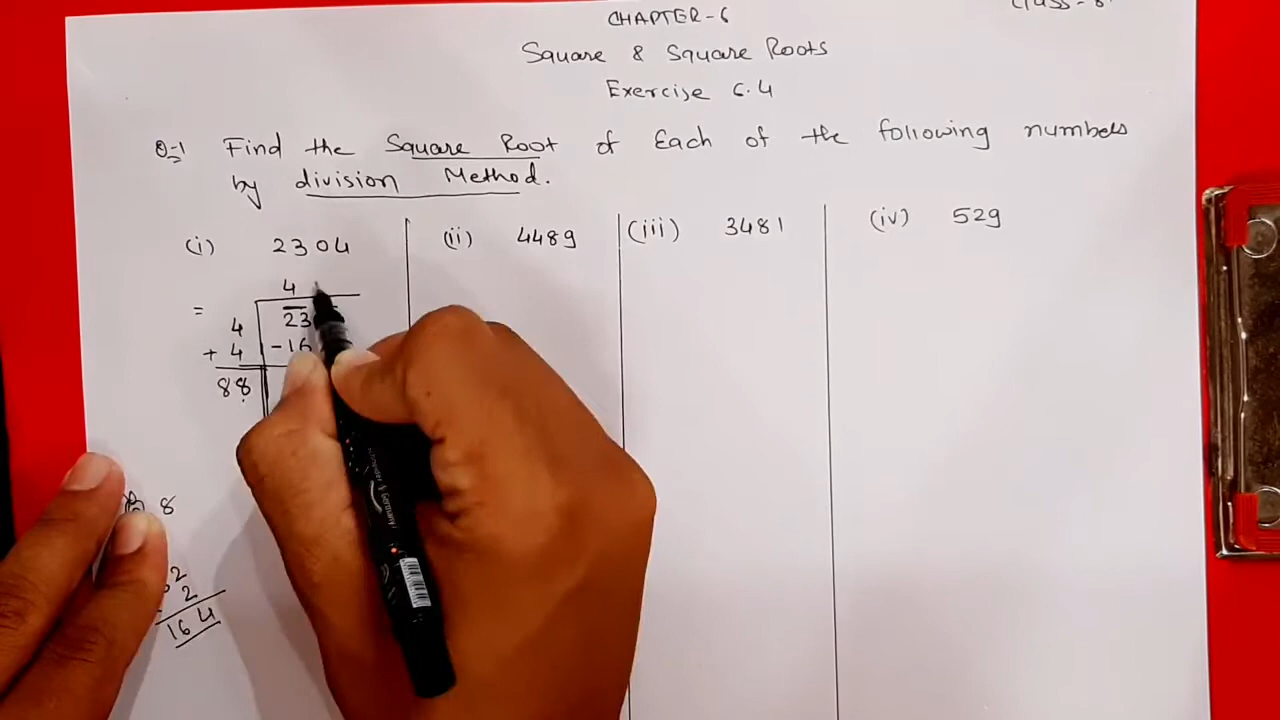 CHAPTER-6
Square & Square Roots
Exercise 6.4
Q-1 Find the Square Root of Each of the following numbers
by division Method.
(i) 2304
(ii) 4489
(iii) 3481
(iv) 529
4
=
4
23
+ 4
-16
88
8
2
2
164